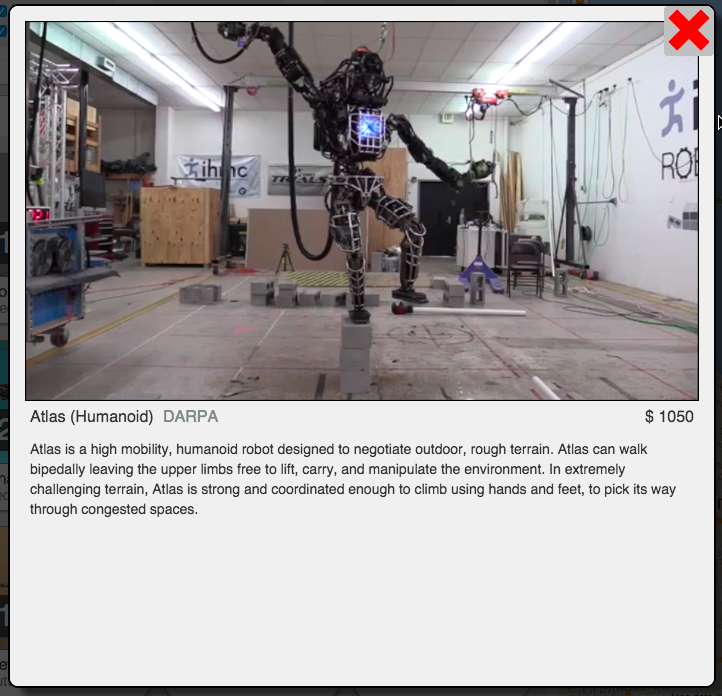 ihmc
TRIALS
ROB
Atlas (Humanoid) DARPA
$ 1050
Atlas is a high mobility, humanoid robot designed to negotiate outdoor, rough terrain. Atlas can walk
bipedally leaving the upper limbs free to lift, carry, and manipulate the environment. In extremely
challenging terrain, Atlas is strong and coordinated enough to climb using hands and feet, to pick its way
through congested spaces.